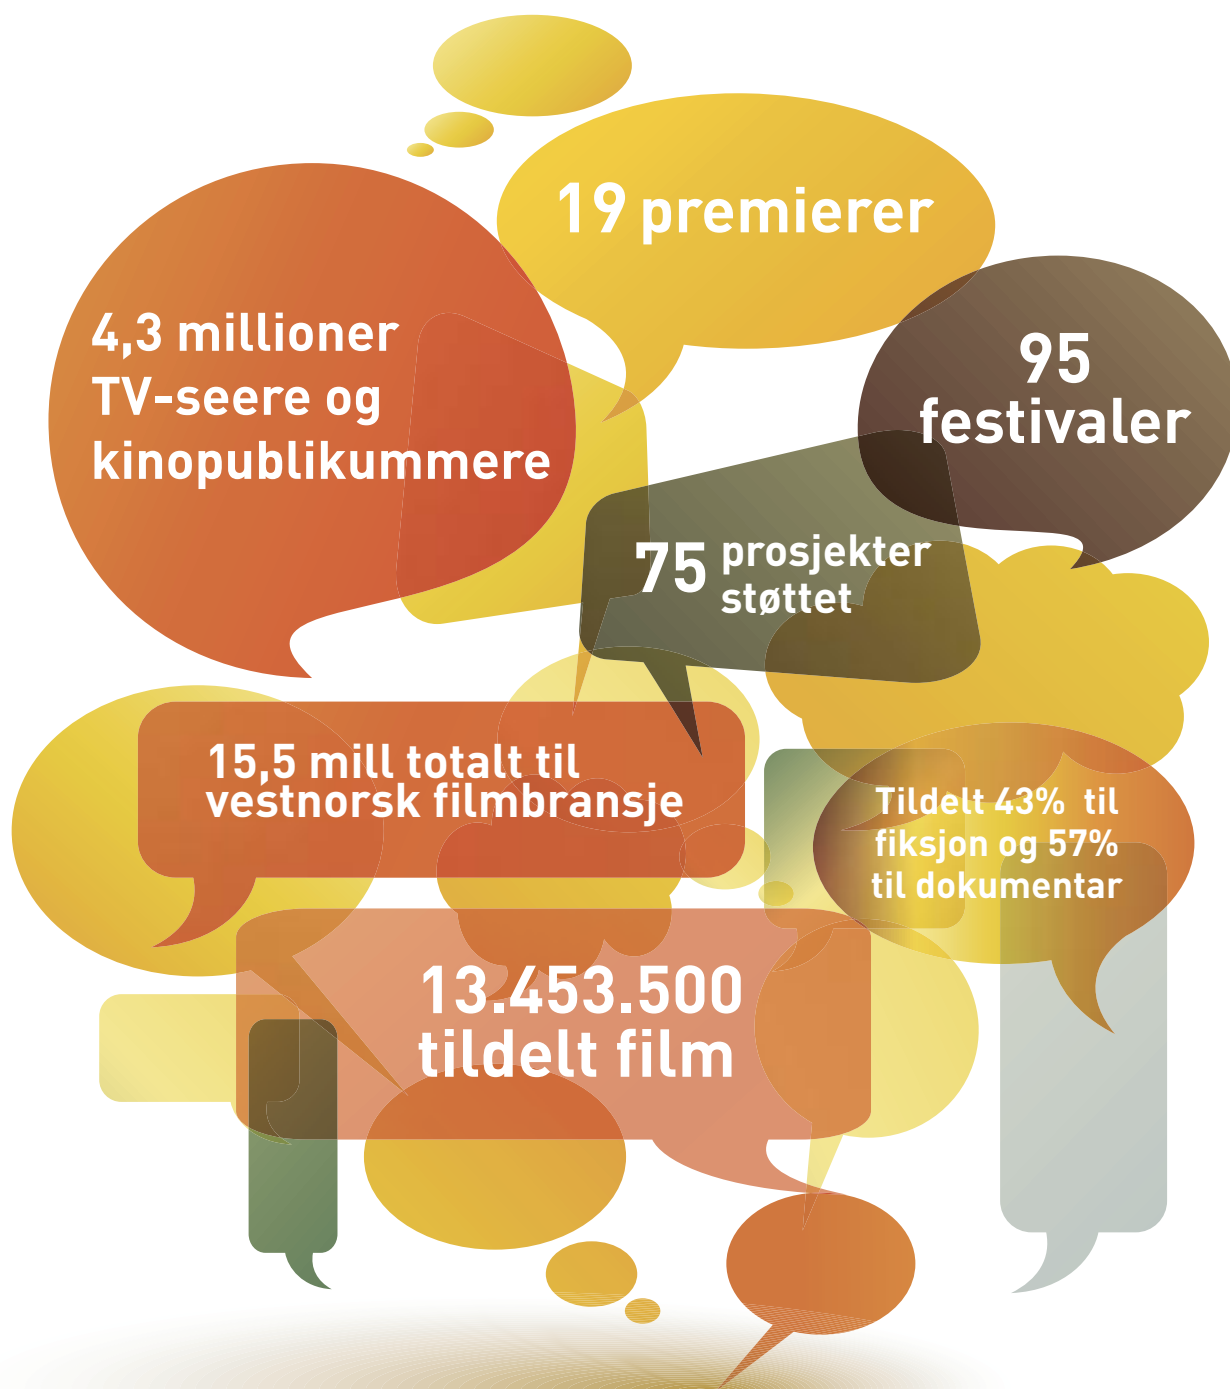 19 premierer
4,3 millioner
TV-seere og
kinopublikummere
95
festivaler
75 prosjekter
støttet
15,5 mill totalt til
vestnorsk filmbransje
Tildelt 43% til
fiksjon og 57%
til dokumentar
13.453.500
tildelt film